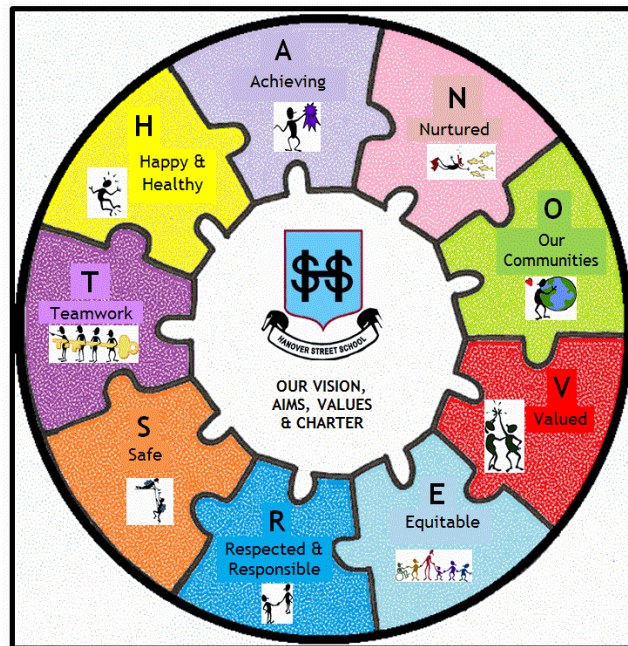 H
Happy &
Healthy
A
Achieving
N
Nurtured
O
Our
Communities
V
Valued
E
Equitable
R
Respected &
Responsible
S
Safe
T
Teamwork
SHS
HANOVER STREET SCHOOL
OUR VISION,
AIMS, VALUES
& CHARTER